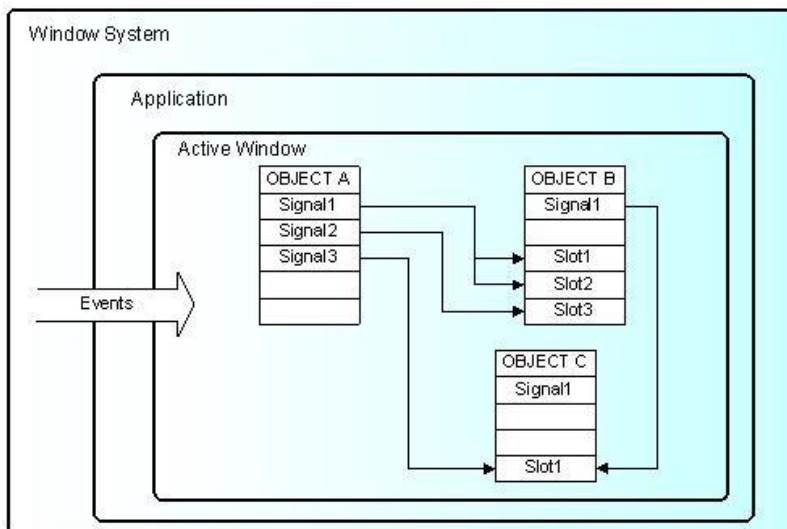 Window System
Application
Active Window
OBJECT A
Signal1
Signal2
Signal3
OBJECT B
Signal1
Slot1
Slot2
Slot3
Events
OBJECT C
Signal1
Slot1